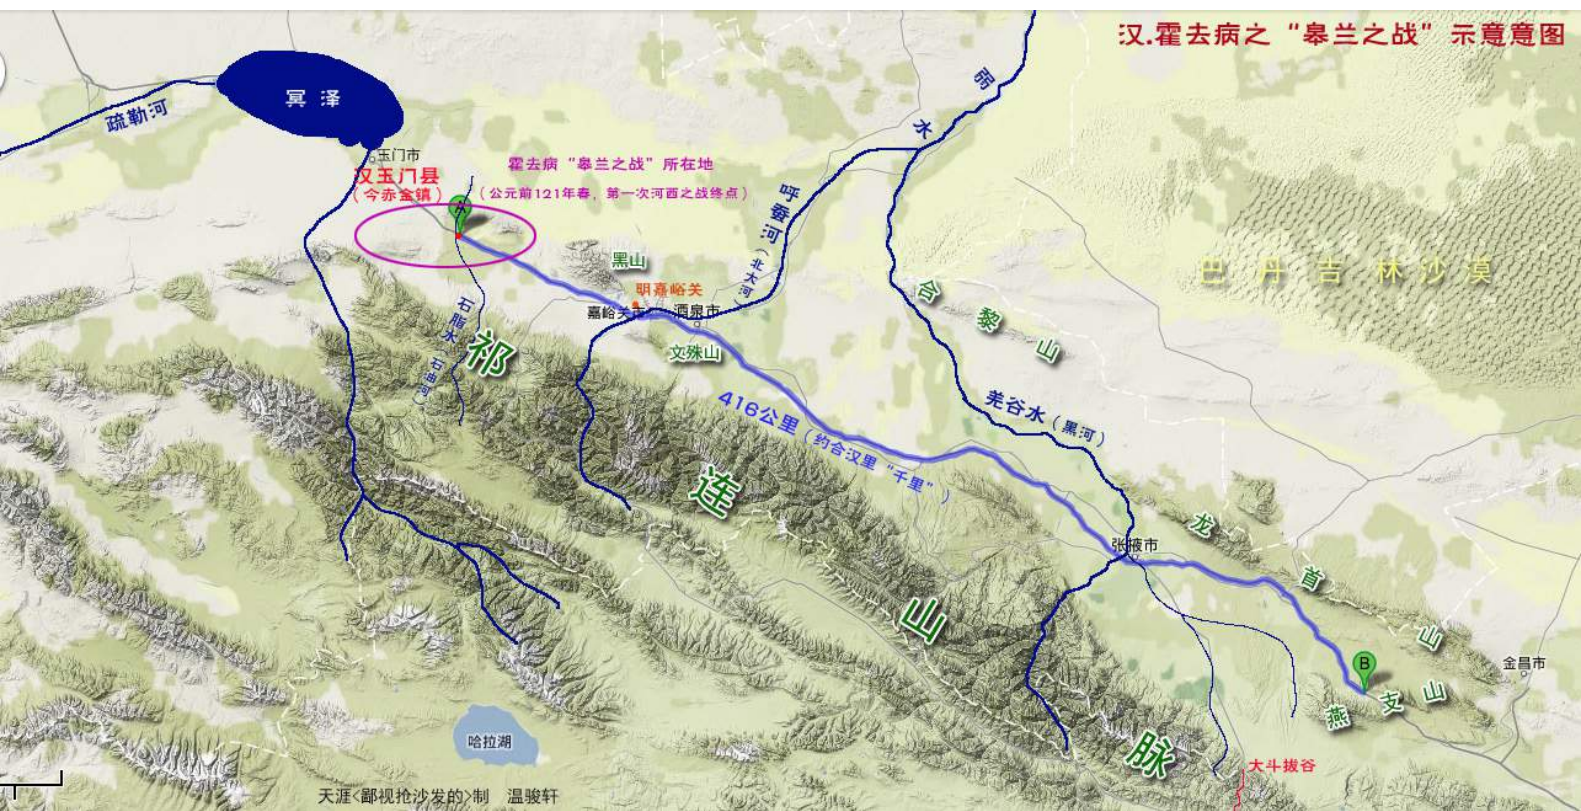 汉.霍去病之“皋兰之战”示意意图
弱
水
冥 泽
疏勒河
玉门市
汉玉门县
（今赤金镇）
霍去病“皋兰之战”所在地
（公元前121年春，第一次河西之战终点）
A
呼蚕河（北大河）
黑山
明嘉峪关
嘉峪关市
酒泉市
文殊山
石脂水（石油河）
合黎山
巴丹吉林沙漠
416公里（约合汉里“千里”）
羌谷水（黑河）
祁连山脉
张掖市
龙首山
金昌市
B
燕支山
哈拉湖
大斗拔谷
天涯<鄙视抢沙发的>制 温骏轩